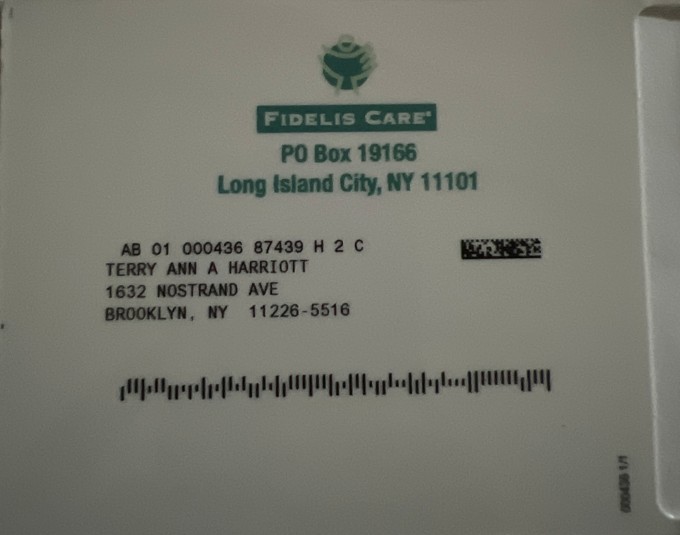 FIDELIS CARE®
PO Box 19166
Long Island City, NY 11101
AB 01 000436 87439 H 2 C
TERRY ANN A HARRIOTT
1632 NOSTRAND AVE
BROOKLYN, NY 11226-5516
000436 1/1